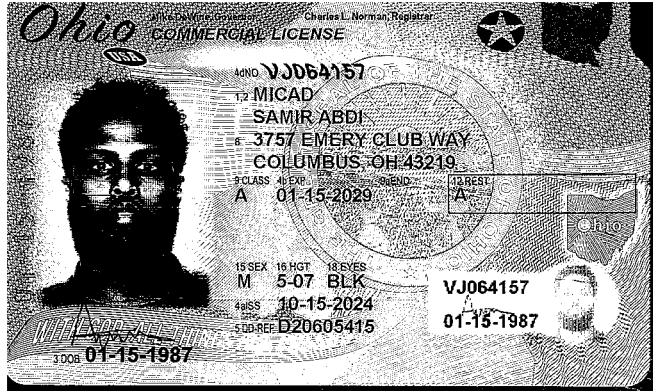 Ohio
Mike DeWine, Governor Charles L. Norman, Registrar
COMMERCIAL LICENSE
USA
4d NO VJ064157
1,2 MICAD
SAMIR ABDI
8 3757 EMERY CLUB WAY
COLUMBUS, OH 43219
9 CLASS 4b EXP 9a END 12 REST
A 01-15-2029 A
Ohio
15 SEX 16 HGT 18 EYES
M 5-07 BLK
4a ISS 10-15-2024
5 DD-REF D20605415
VJ064157
01-15-1987
3 DOB 01-15-1987